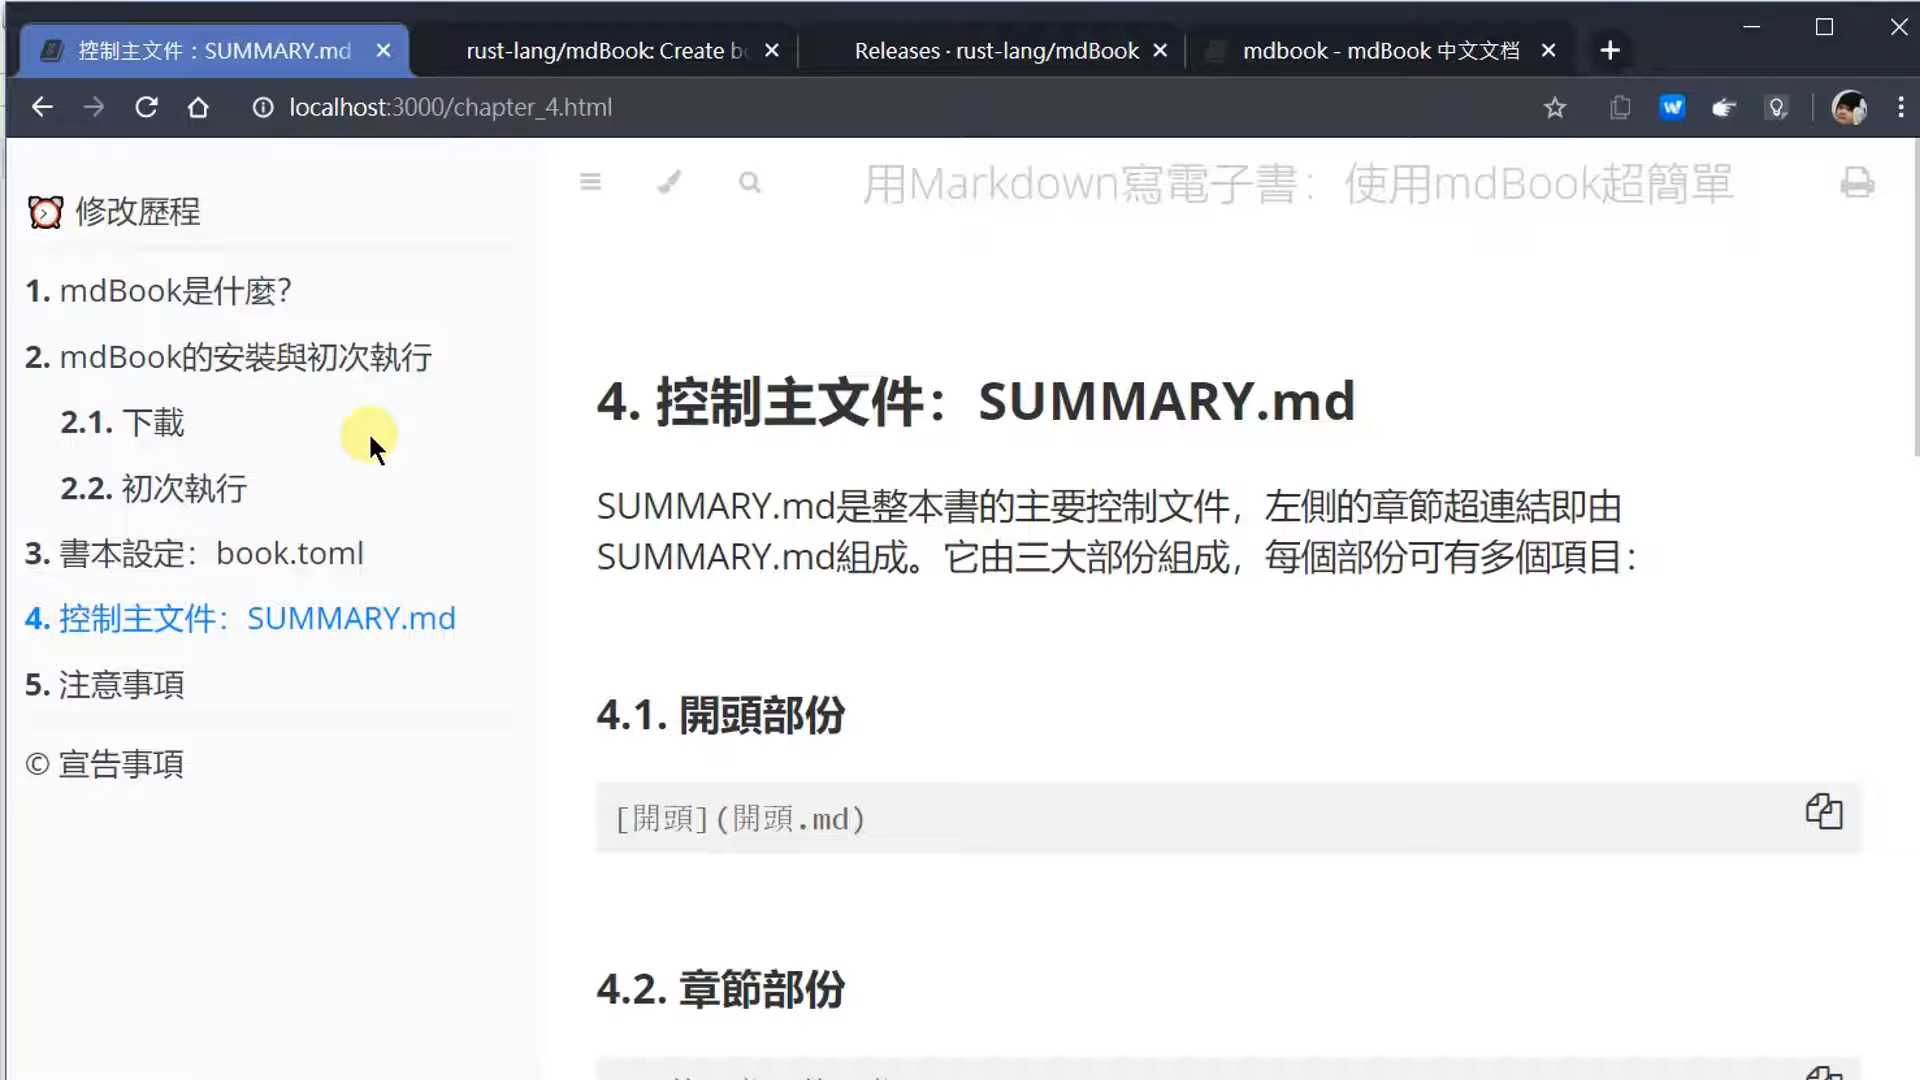 控制主文件：SUMMARY.md
rust-lang/mdBook: Create bo
Releases · rust-lang/mdBook
mdbook - mdBook 中文文档
localhost:3000/chapter_4.html
修改歷程
1. mdBook是什麼?
2. mdBook的安裝與初次執行
2.1. 下載
2.2. 初次執行
3. 書本設定：book.toml
4. 控制主文件：SUMMARY.md
5. 注意事項
© 宣告事項
用Markdown寫電子書：使用mdBook超簡單
4. 控制主文件：SUMMARY.md
SUMMARY.md是整本書的主要控制文件，左側的章節超連結即由
SUMMARY.md組成。它由三大部份組成，每個部份可有多個項目：
4.1. 開頭部份
[開頭](開頭.md)
4.2. 章節部份